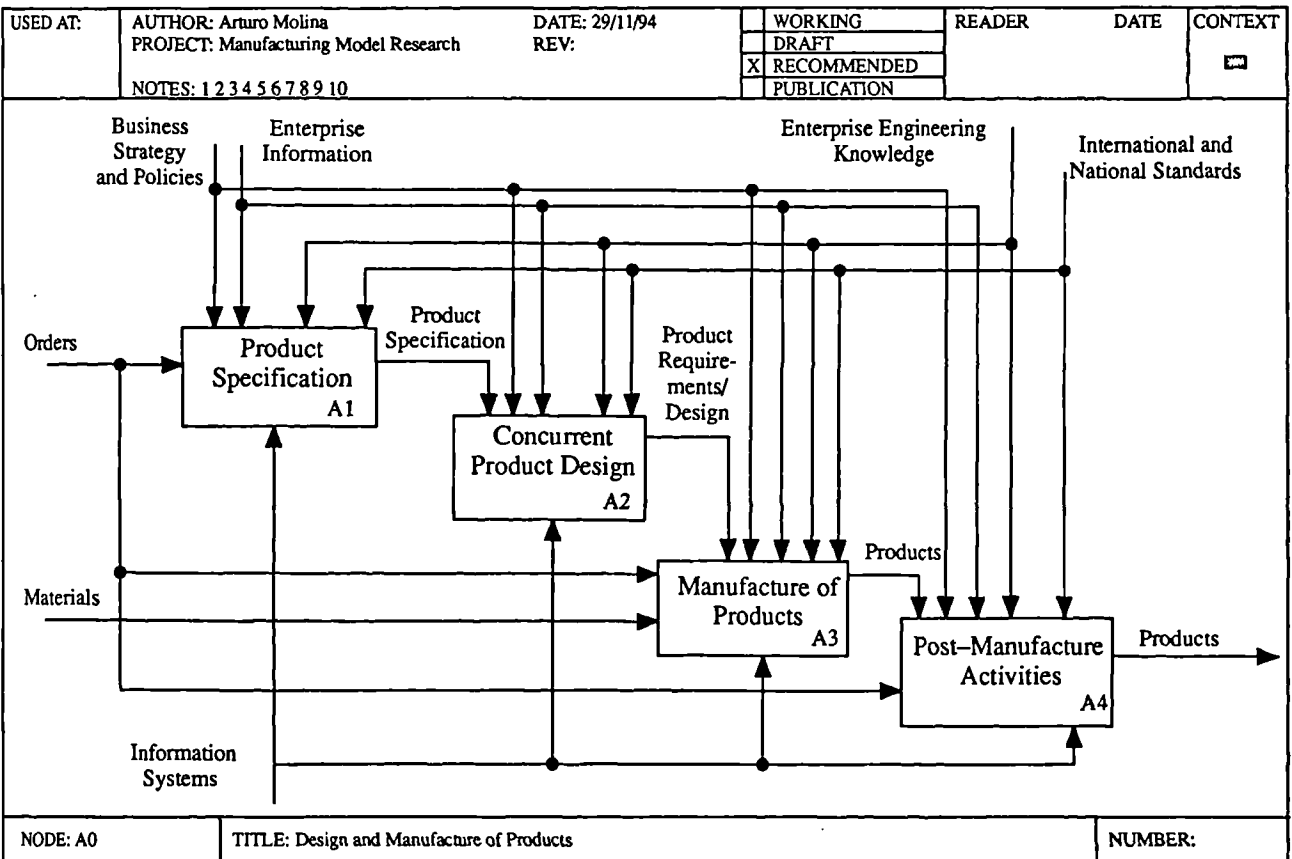 USED AT:
AUTHOR: Arturo Molina
DATE: 29/11/94
PROJECT: Manufacturing Model Research
REV:
NOTES: 1 2 3 4 5 6 7 8 9 10
WORKING
DRAFT
X RECOMMENDED
PUBLICATION
READER
DATE
CONTEXT
Business
Strategy
and Policies
Enterprise
Information
Enterprise Engineering
Knowledge
International and
National Standards
Orders
Product
Specification
A1
Product
Specification
Product
Require-
ments/
Design
Concurrent
Product Design
A2
Materials
Manufacture of
Products
A3
Products
Post–Manufacture
Activities
A4
Products
Information
Systems
NODE: A0
TITLE: Design and Manufacture of Products
NUMBER: